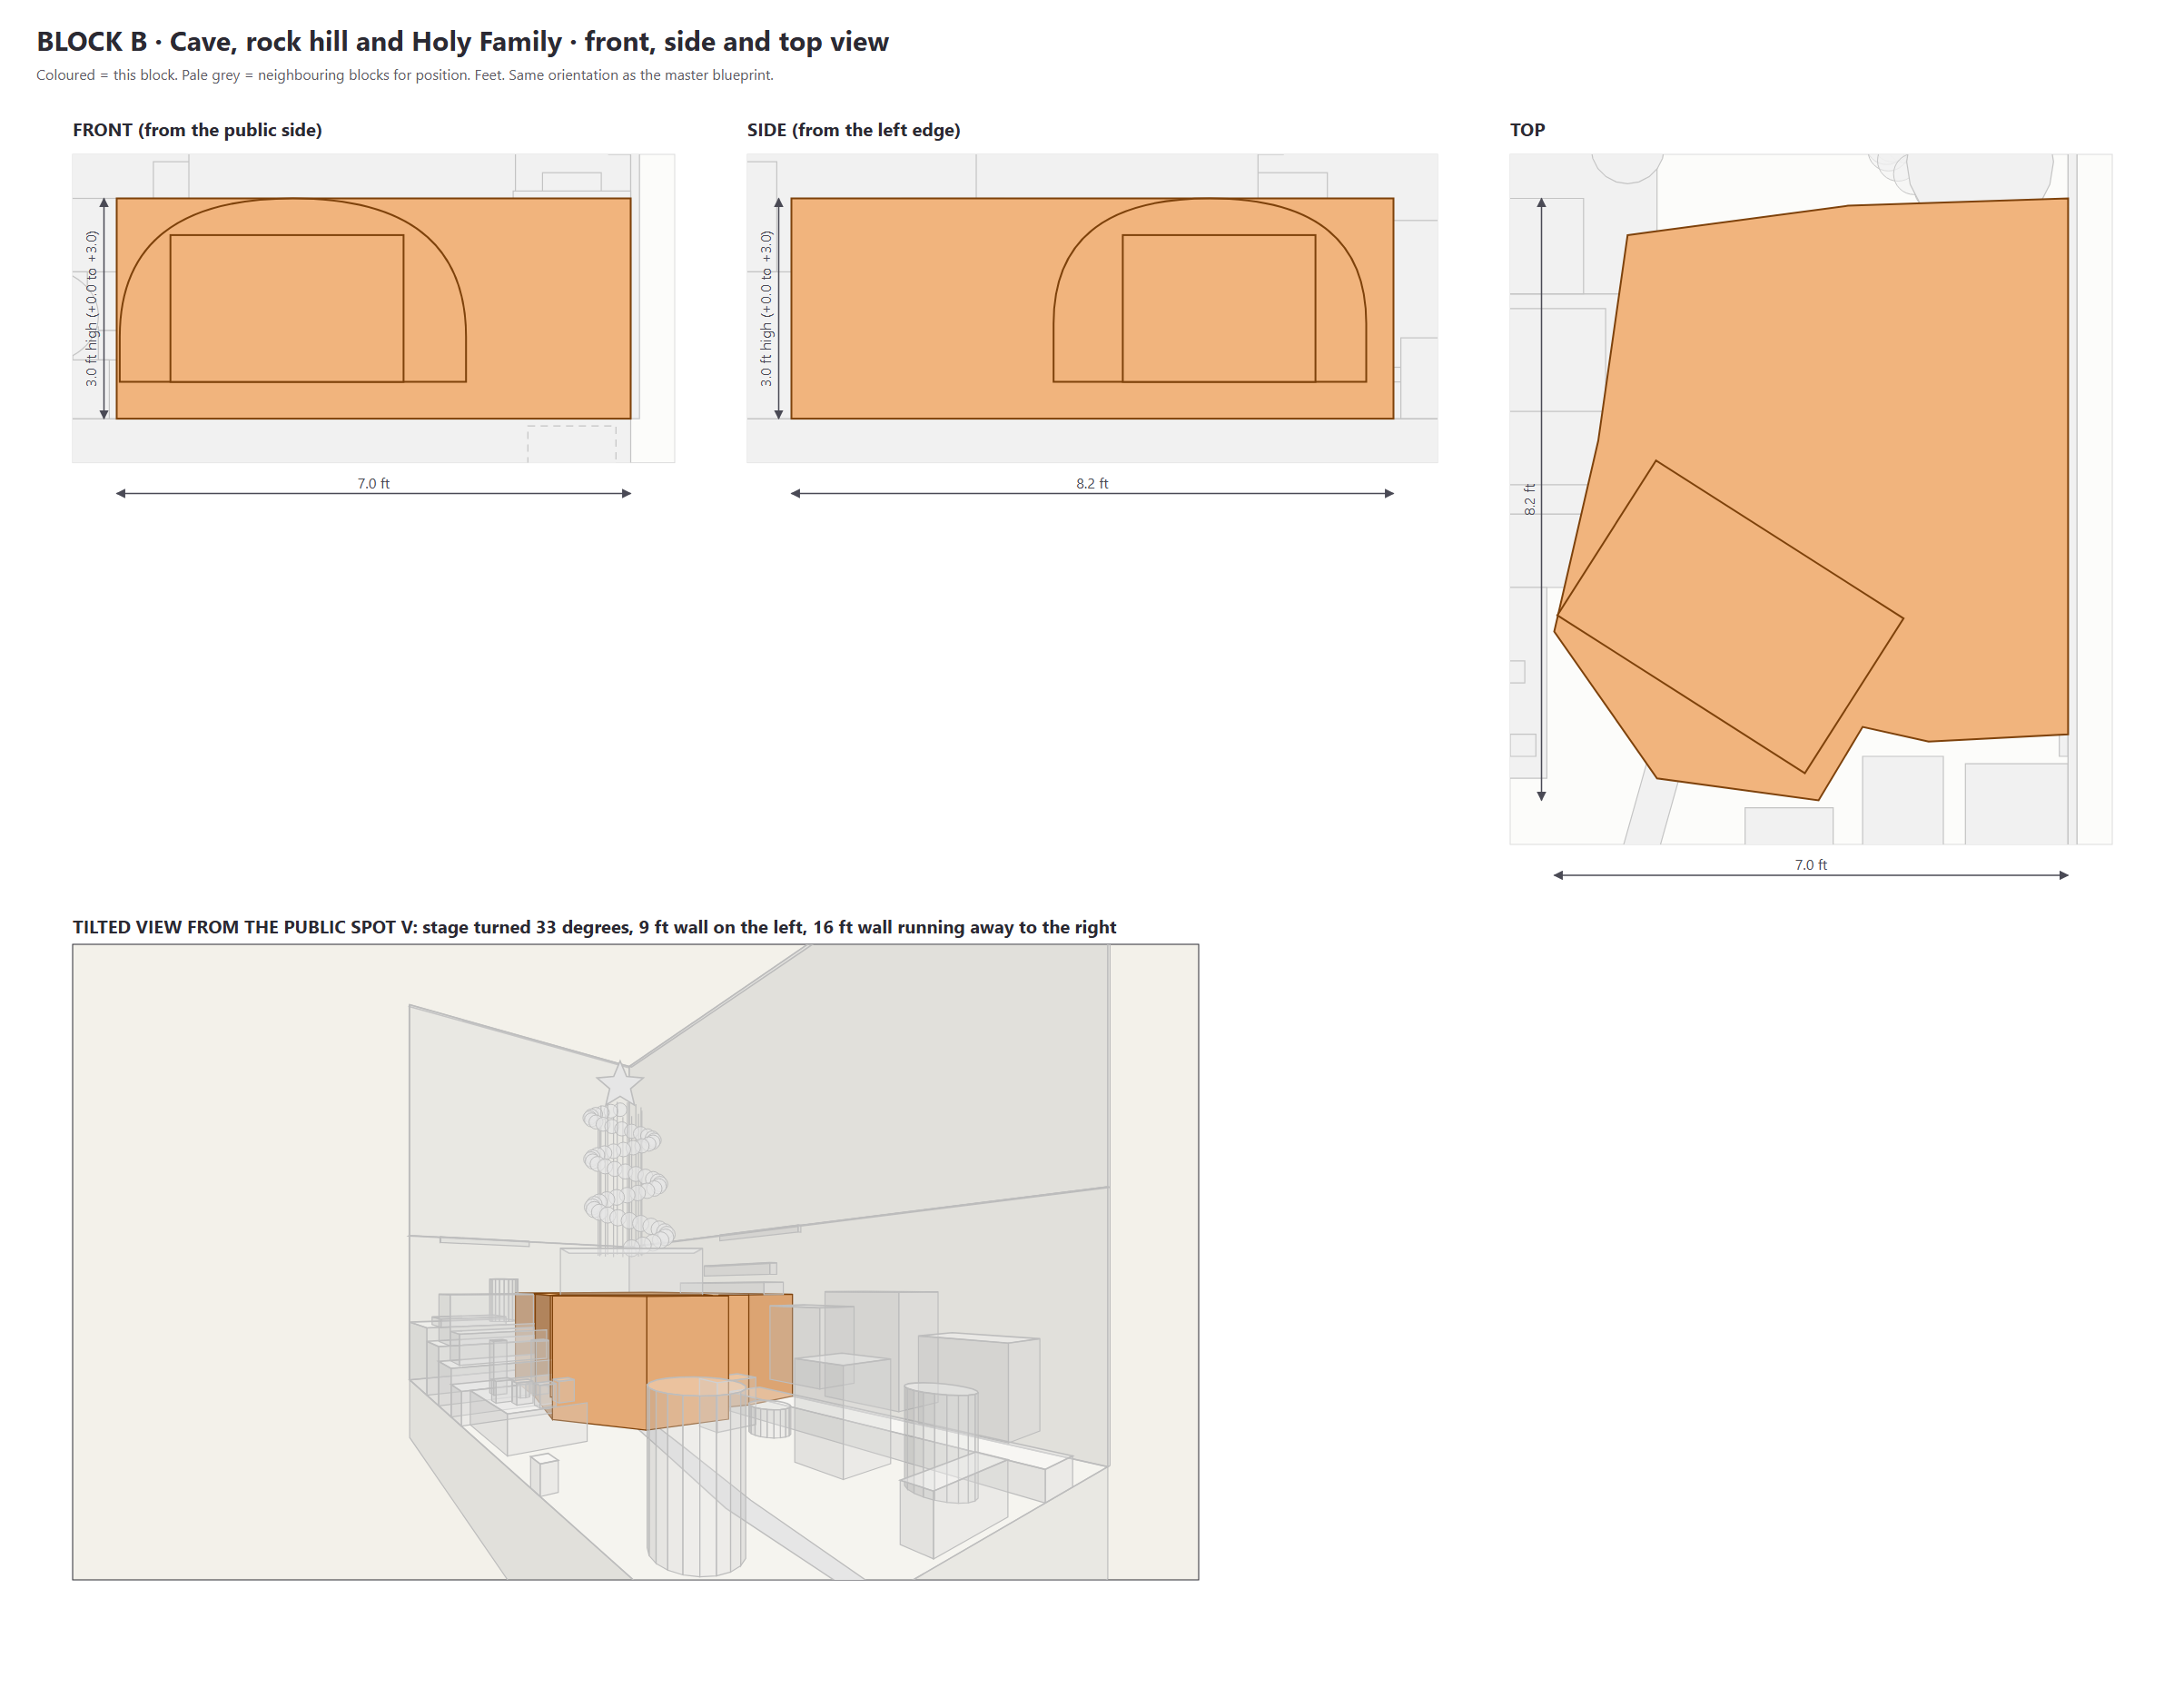 BLOCK B · Cave, rock hill and Holy Family · front, side and top view
Coloured = this block. Pale grey = neighbouring blocks for position. Feet. Same orientation as the master blueprint.
FRONT (from the public side)
SIDE (from the left edge)
TOP
3.0 ft high (+0.0 to +3.0)
3.0 ft high (+0.0 to +3.0)
8.2 ft
7.0 ft
8.2 ft
7.0 ft
TILTED VIEW FROM THE PUBLIC SPOT V: stage turned 33 degrees, 9 ft wall on the left, 16 ft wall running away to the right